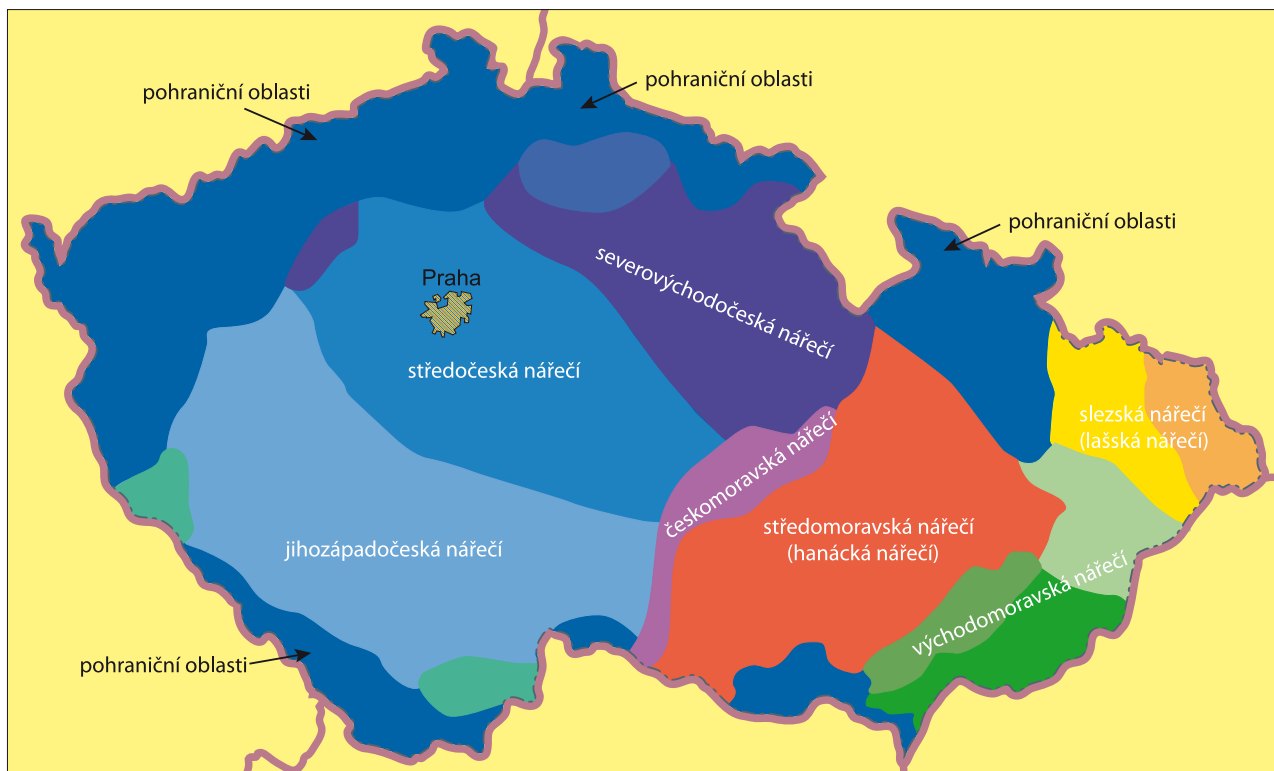 pohraniční oblasti
pohraniční oblasti
pohraniční oblasti
Praha
severovýchodočeská nářečí
středočeská nářečí
slezská nářečí
(lašská nářečí)
českomoravská nářečí
středomoravská nářečí
(hanácká nářečí)
jihozápadočeská nářečí
východomoravská nářečí
pohraniční oblasti